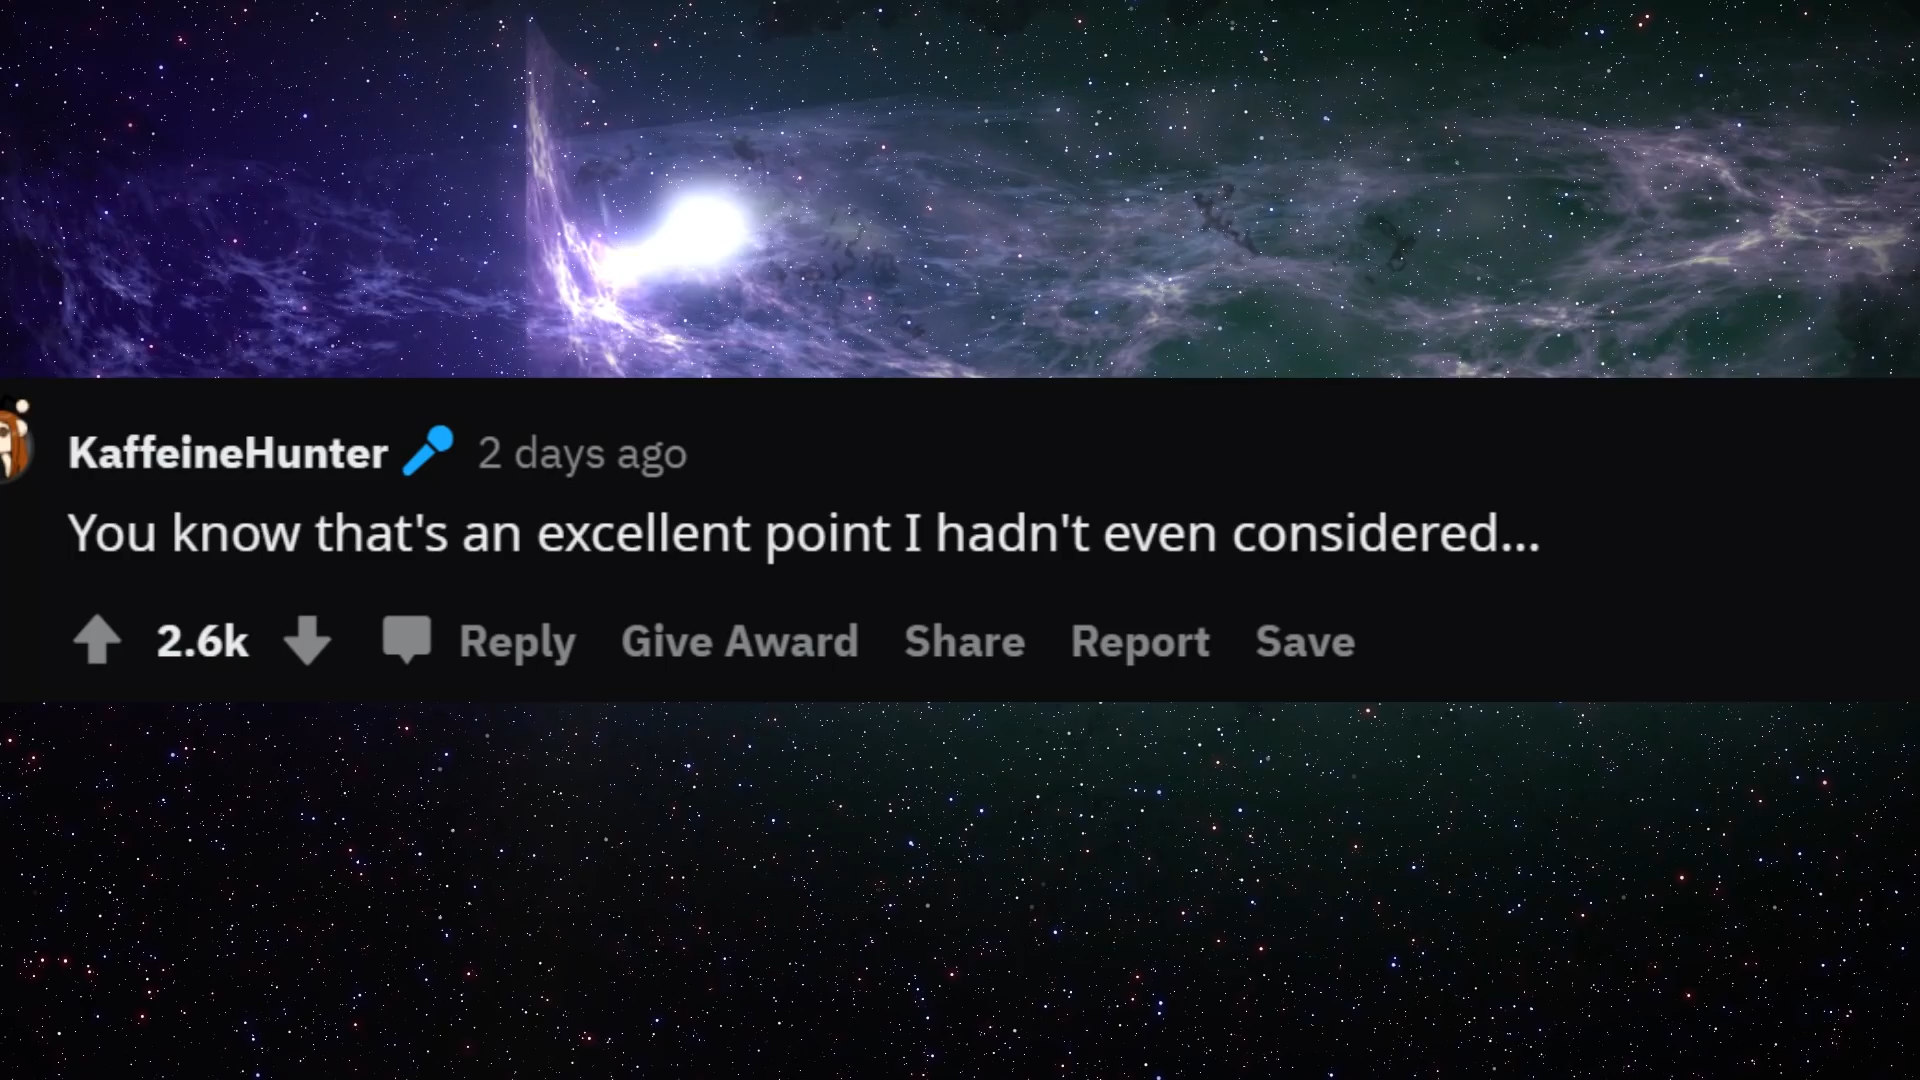 KaffeineHunter 2 days ago
You know that's an excellent point I hadn't even considered...
2.6k Reply Give Award Share Report Save